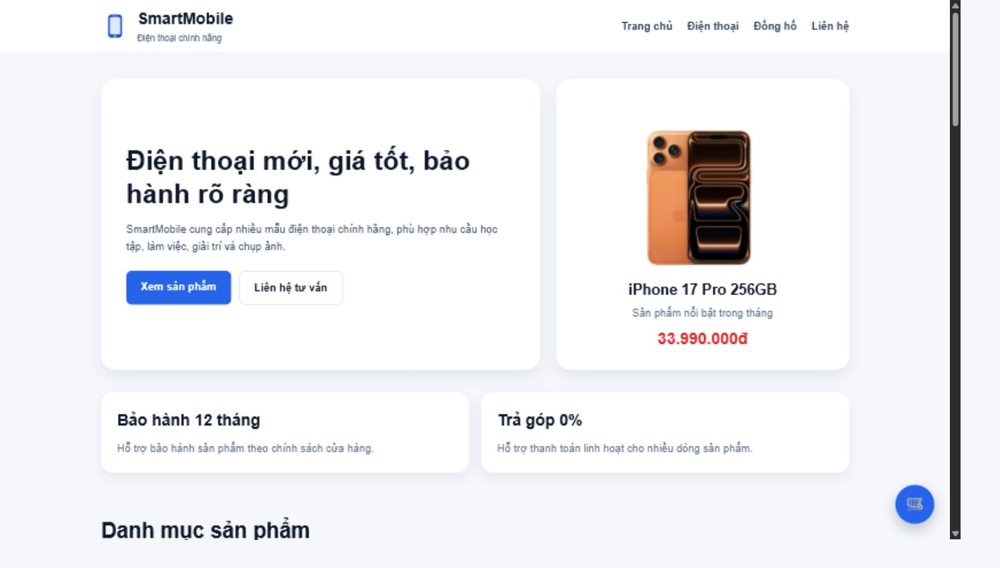 SmartMobile
Điện thoại chính hãng
Trang chủ Điện thoại Đồng hồ Liên hệ
Điện thoại mới, giá tốt, bảo
hành rõ ràng
SmartMobile cung cấp nhiều mẫu điện thoại chính hãng, phù hợp nhu cầu học
tập, làm việc, giải trí và chụp ảnh.
Xem sản phẩm
Liên hệ tư vấn
iPhone 17 Pro 256GB
Sản phẩm nổi bật trong tháng
33.990.000đ
Bảo hành 12 tháng
Hỗ trợ bảo hành sản phẩm theo chính sách cửa hàng.
Trả góp 0%
Hỗ trợ thanh toán linh hoạt cho nhiều dòng sản phẩm.
Danh mục sản phẩm